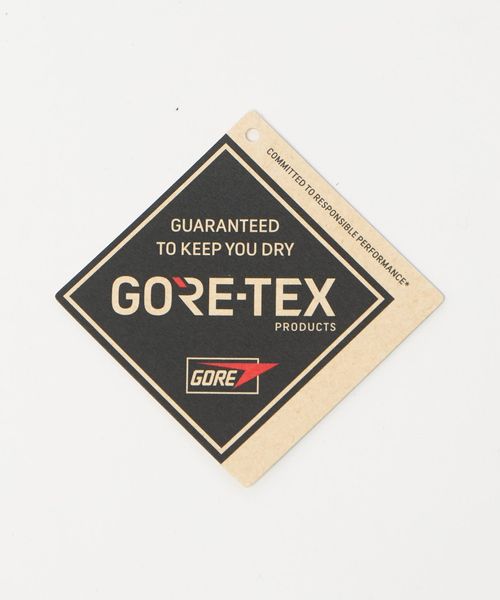 COMMITTED TO RESPONSIBLE PERFORMANCE*
GUARANTEED
TO KEEP YOU DRY
GORE-TEX
PRODUCTS
GORE